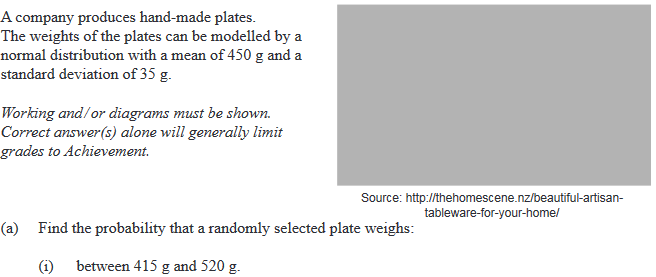 A company produces hand-made plates.
The weights of the plates can be modelled by a
normal distribution with a mean of 450 g and a
standard deviation of 35 g.
Working and/or diagrams must be shown.
Correct answer(s) alone will generally limit
grades to Achievement.
Source: http://thehomescene.nz/beautiful-artisan-
tableware-for-your-home/
(a) Find the probability that a randomly selected plate weighs:
(i) between 415 g and 520 g.